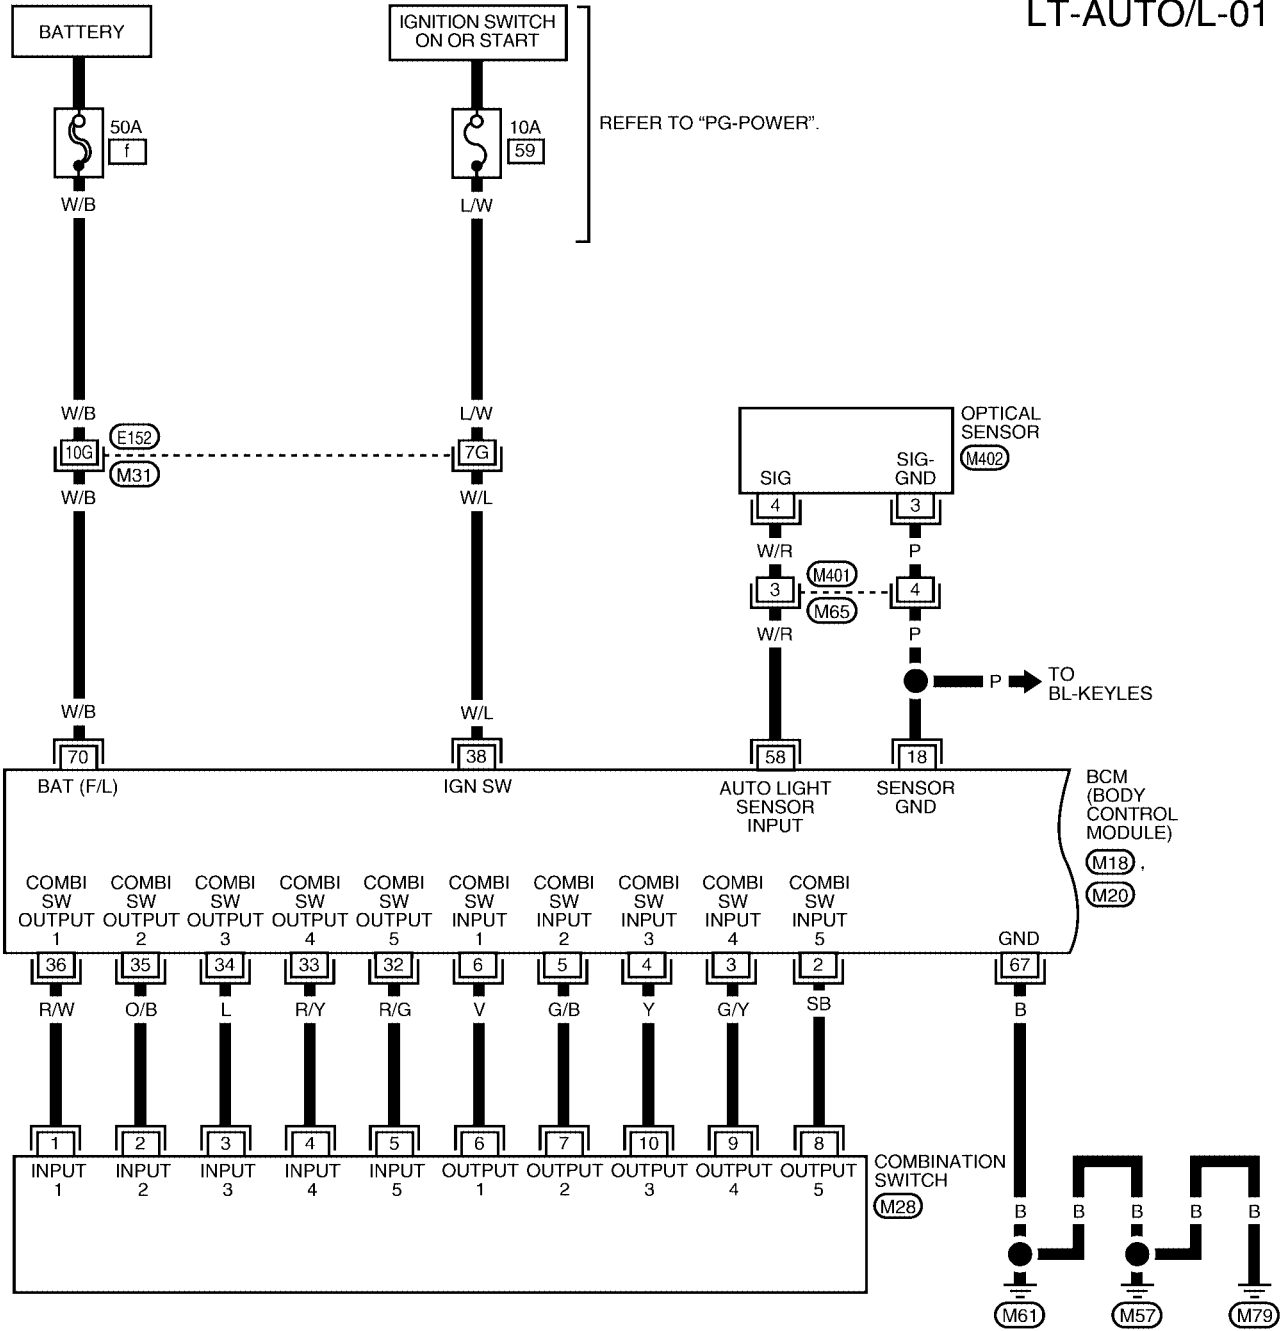 LT-AUTO/L-01
BATTERY
IGNITION SWITCH
ON OR START
50A
f
10A
59
REFER TO “PG-POWER”.
W/B
L/W
W/B
L/W
10G
E152
M31
7G
W/B
W/L
OPTICAL
SENSOR
M402
SIG
SIG-
GND
4
3
W/R
P
3
M401
M65
4
W/R
P
P
TO
BL-KEYLES
W/B
W/L
70
38
58
18
BAT (F/L)
IGN SW
AUTO LIGHT
SENSOR
INPUT
SENSOR
GND
BCM
(BODY
CONTROL
MODULE)
M18 ,
M20
COMBI
SW
OUTPUT
1
COMBI
SW
OUTPUT
2
COMBI
SW
OUTPUT
3
COMBI
SW
OUTPUT
4
COMBI
SW
OUTPUT
5
COMBI
SW
INPUT
1
COMBI
SW
INPUT
2
COMBI
SW
INPUT
3
COMBI
SW
INPUT
4
COMBI
SW
INPUT
5
GND
36
35
34
33
32
6
5
4
3
2
67
R/W
O/B
L
R/Y
R/G
V
G/B
Y
G/Y
SB
B
1
2
3
4
5
6
7
10
9
8
INPUT
1
INPUT
2
INPUT
3
INPUT
4
INPUT
5
OUTPUT
1
OUTPUT
2
OUTPUT
3
OUTPUT
4
OUTPUT
5
COMBINATION
SWITCH
M28
B
B
B
B
B
M61
M57
M79